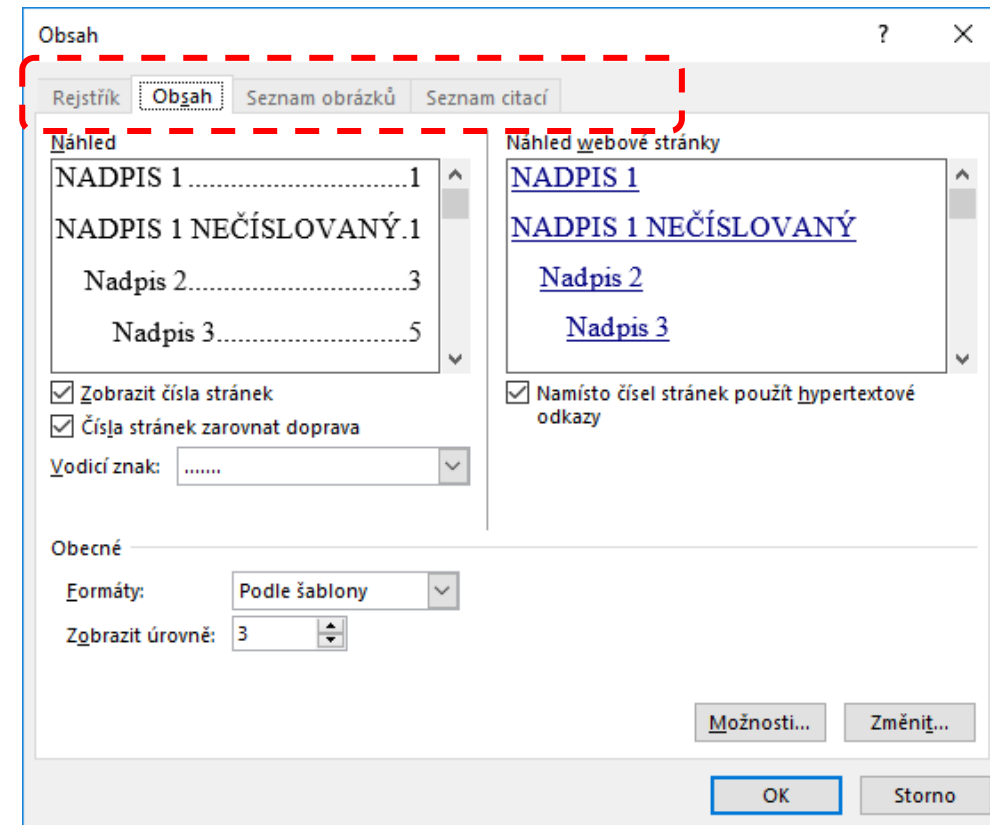 Obsah
?
Rejstřík Obsah Seznam obrázků Seznam citací
Náhled
NADPIS 1...............................1
NADPIS 1 NEČÍSLOVANÝ.1
Nadpis 2...............................3
Nadpis 3...........................5
Zobrazit čísla stránek
Čísla stránek zarovnat doprava
Vodicí znak: .......
Náhled webové stránky
NADPIS 1
NADPIS 1 NEČÍSLOVANÝ
Nadpis 2
Nadpis 3
Namísto čísel stránek použít hypertextové
odkazy
Obecné
Formáty: Podle šablony
Zobrazit úrovně: 3
Možnosti... Změnit...
OK Storno